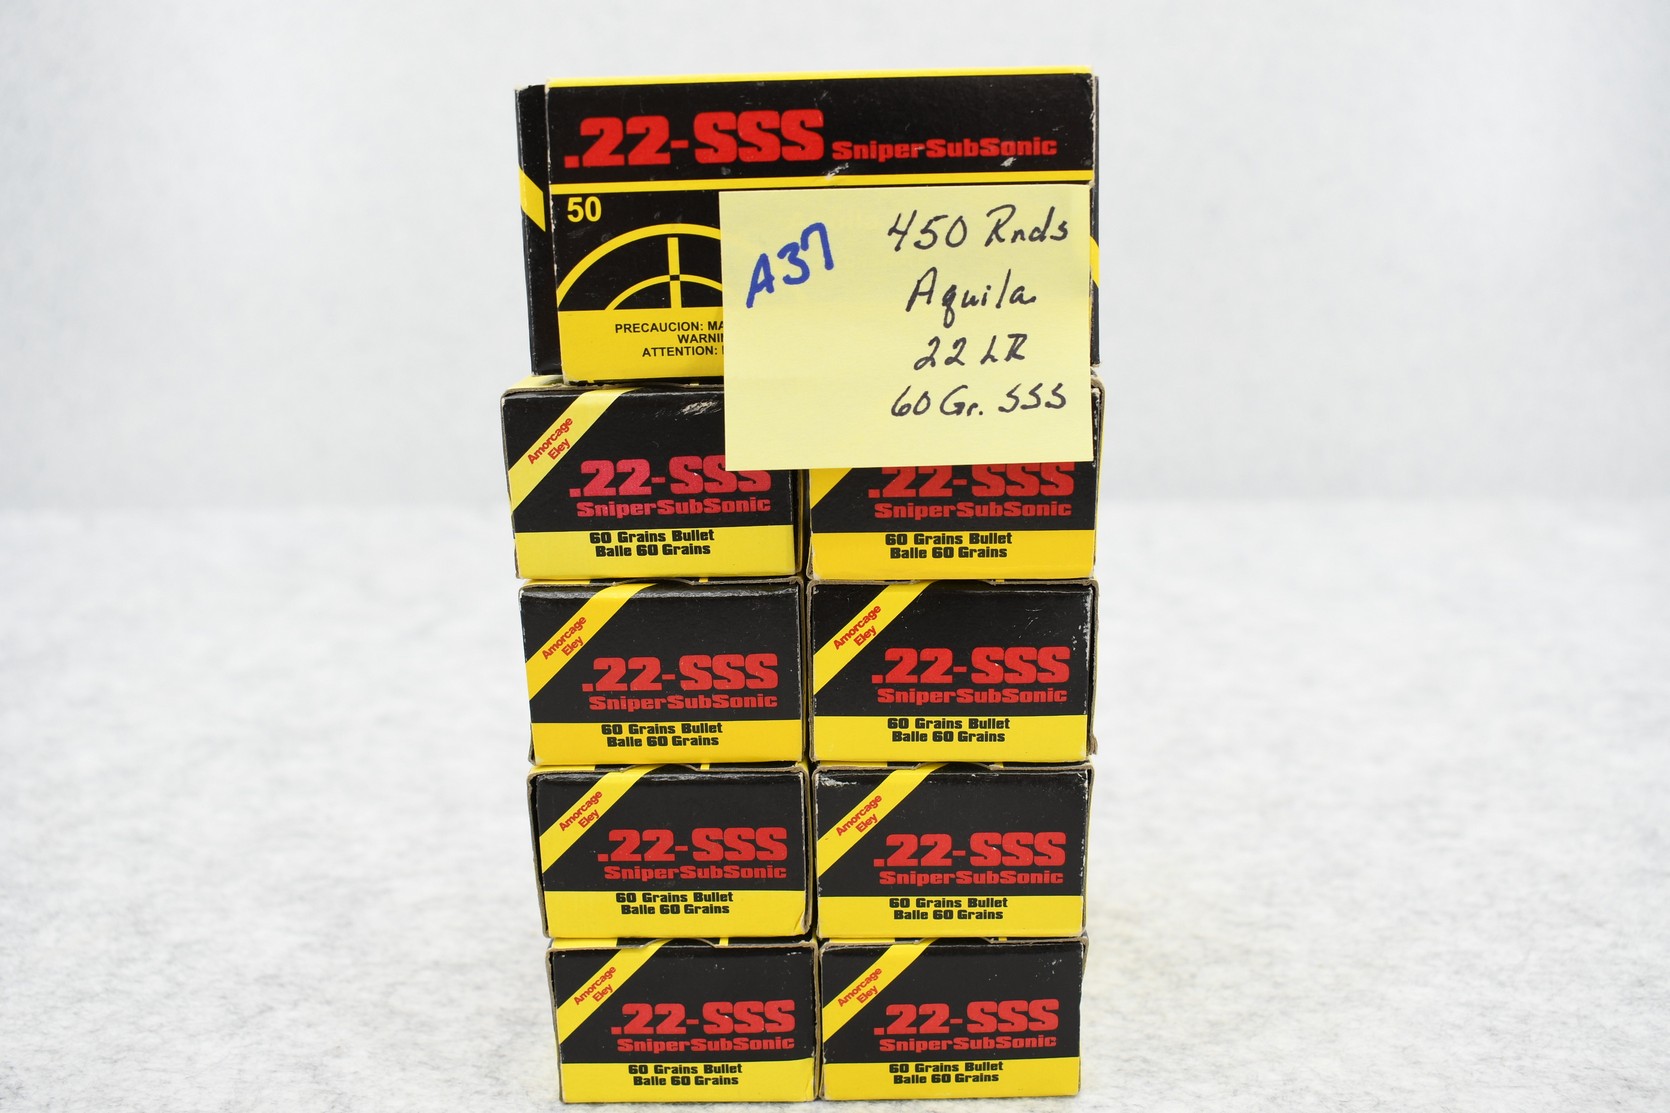 .22-SSS SniperSubSonic
50
PRECAUCION:
ATTENTION:
A37
450 Rnds
Aquila
22 LR
60 Gr. SSS
Amorcage
Eley
.22-SSS
SniperSubSonic
60 Grains Bullet
Balle 60 Grains
.22-SSS
SniperSubSonic
60 Grains Bullet
Balle 60 Grains
Amorcage
Eley
.22-SSS
SniperSubSonic
60 Grains Bullet
Balle 60 Grains
Amorcage
Eley
.22-SSS
SniperSubSonic
60 Grains Bullet
Balle 60 Grains
Amorcage
Eley
.22-SSS
SniperSubSonic
60 Grains Bullet
Balle 60 Grains
Amorcage
Eley
.22-SSS
SniperSubSonic
60 Grains Bullet
Balle 60 Grains
Amorcage
Eley
.22-SSS
SniperSubSonic
60 Grains Bullet
Balle 60 Grains
Amorcage
Eley
.22-SSS
SniperSubSonic
60 Grains Bullet
Balle 60 Grains